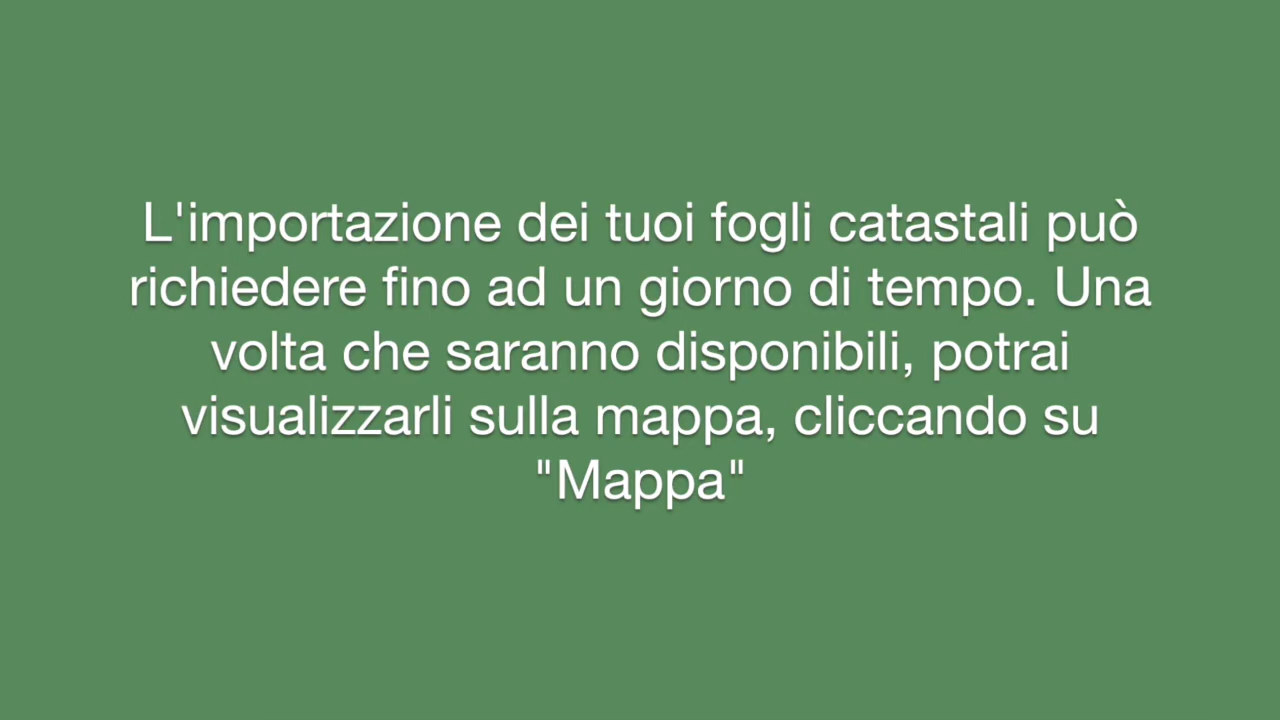 L'importazione dei tuoi fogli catastali può
richiedere fino ad un giorno di tempo. Una
volta che saranno disponibili, potrai
visualizzarli sulla mappa, cliccando su
"Mappa"